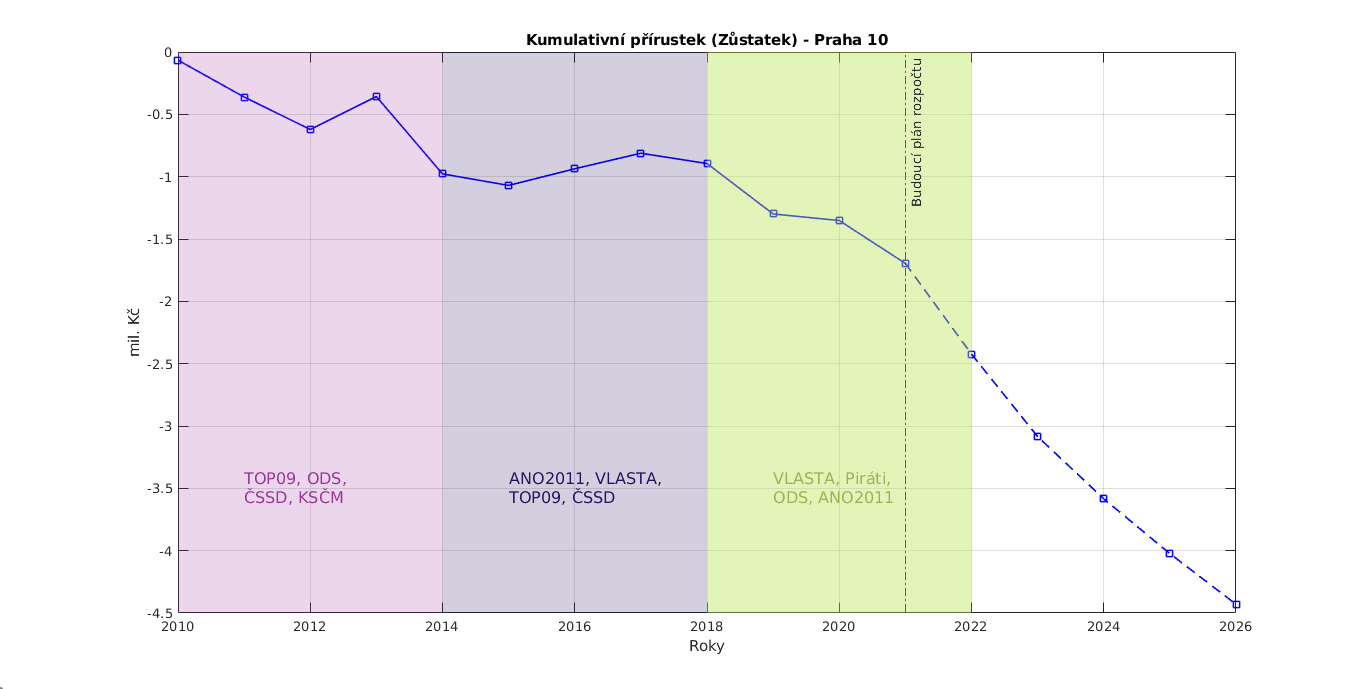 Kumulativní přírustek (Zůstatek) - Praha 10
0
-0.5
-1
-1.5
-2
-2.5
-3
-3.5
-4
-4.5
mil. Kč
Budoucí plán rozpočtu
TOP09, ODS,
ČSSD, KSČM
ANO2011, VLASTA,
TOP09, ČSSD
VLASTA, Piráti,
ODS, ANO2011
2010 2012 2014 2016 2018 2020 2022 2024 2026
Roky